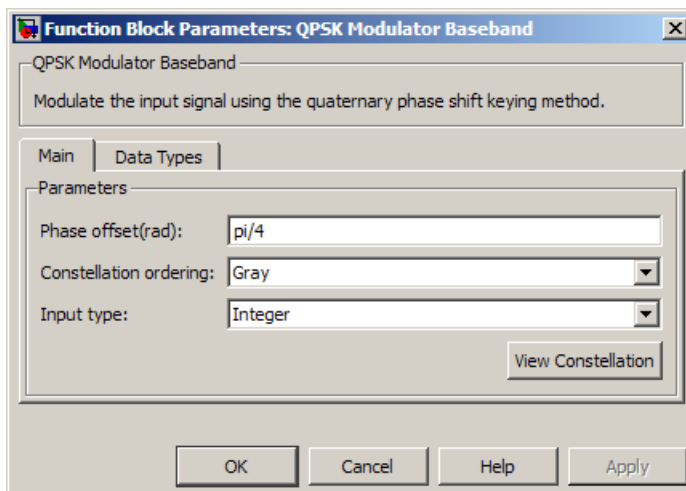 Function Block Parameters: QPSK Modulator Baseband
QPSK Modulator Baseband
Modulate the input signal using the quaternary phase shift keying method.
Main Data Types
Parameters
Phase offset(rad): pi/4
Constellation ordering: Gray
Input type: Integer
View Constellation
OK Cancel Help Apply